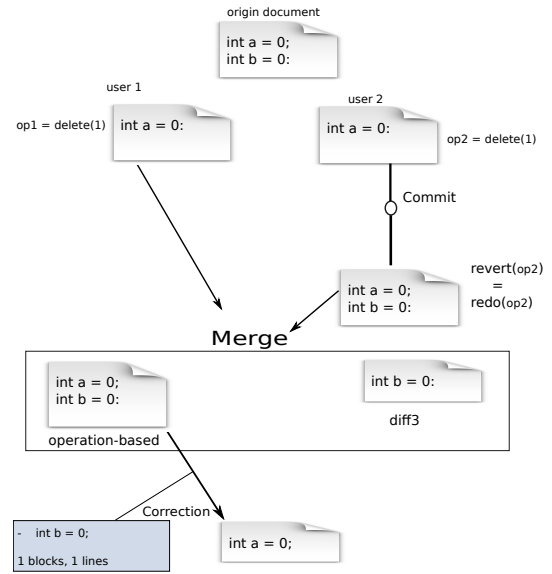 origin document
int a = 0;
int b = 0:
user 1
op1 = delete(1)
int a = 0:
user 2
int a = 0:
op2 = delete(1)
Commit
int a = 0;
int b = 0:
revert(op2)
=
redo(op2)
Merge
int a = 0;
int b = 0:
operation-based
int b = 0:
diff3
Correction
- int b = 0;
1 blocks, 1 lines
int a = 0;